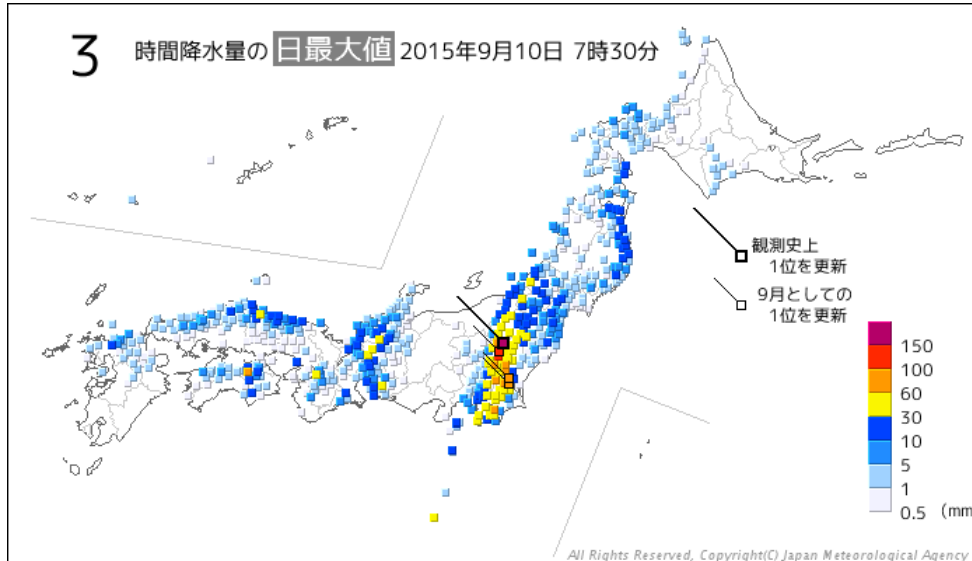 3 時間降水量の 日最大値 2015年9月10日 7時30分
観測史上
1位を更新
9月としての
1位を更新
150
100
60
30
10
5
1
0.5 (mm
All Rights Reserved, Copyright(C) Japan Meteorological Agency